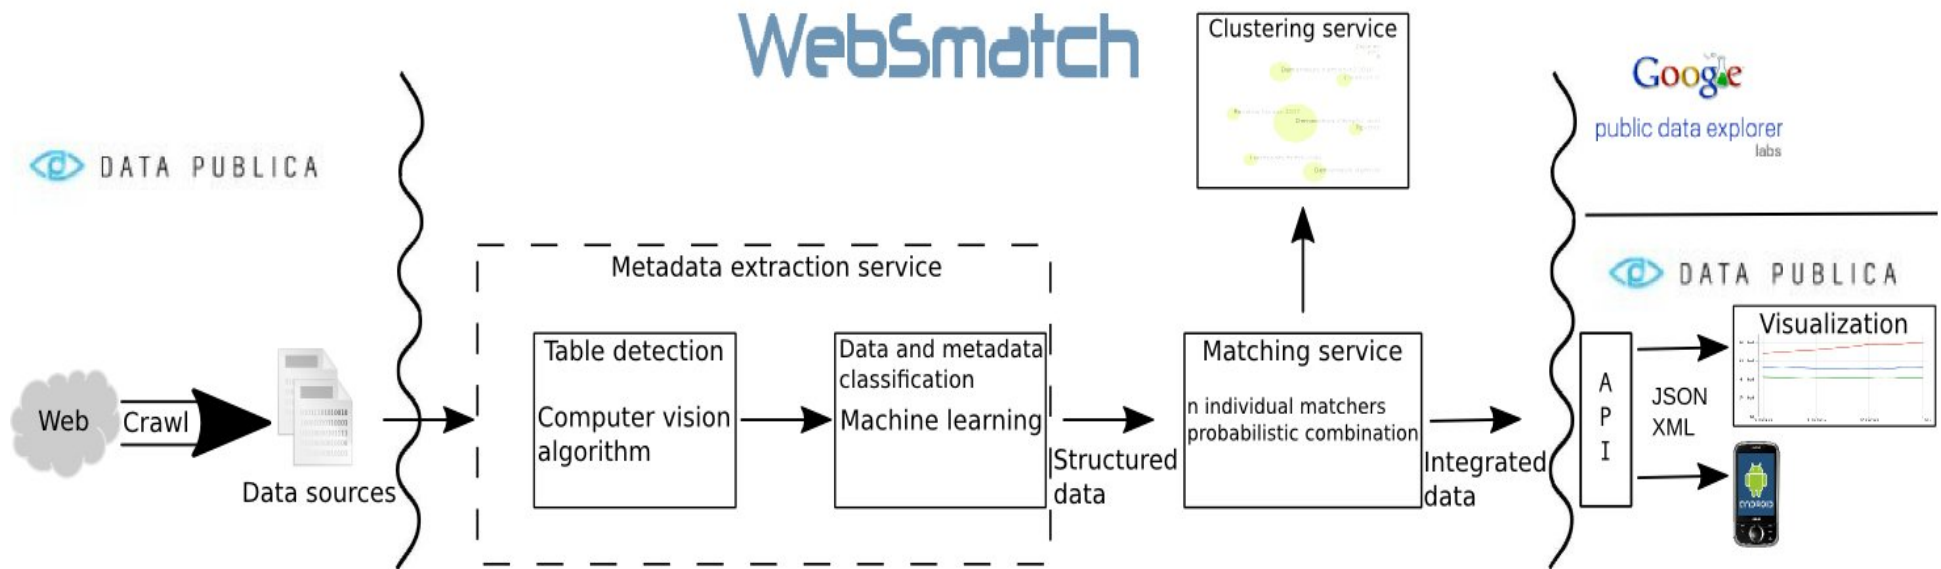 WebSmatch
DATA PUBLICA
Web
Crawl
Data sources
Metadata extraction service
Table detection
Computer vision
algorithm
Data and metadata
classification
Machine learning
Structured
data
Clustering service
Matching service
n individual matchers
probabilistic combination
Integrated
data
Google
public data explorer
labs
DATA PUBLICA
A
P
I
JSON
XML
Visualization
ANDROID